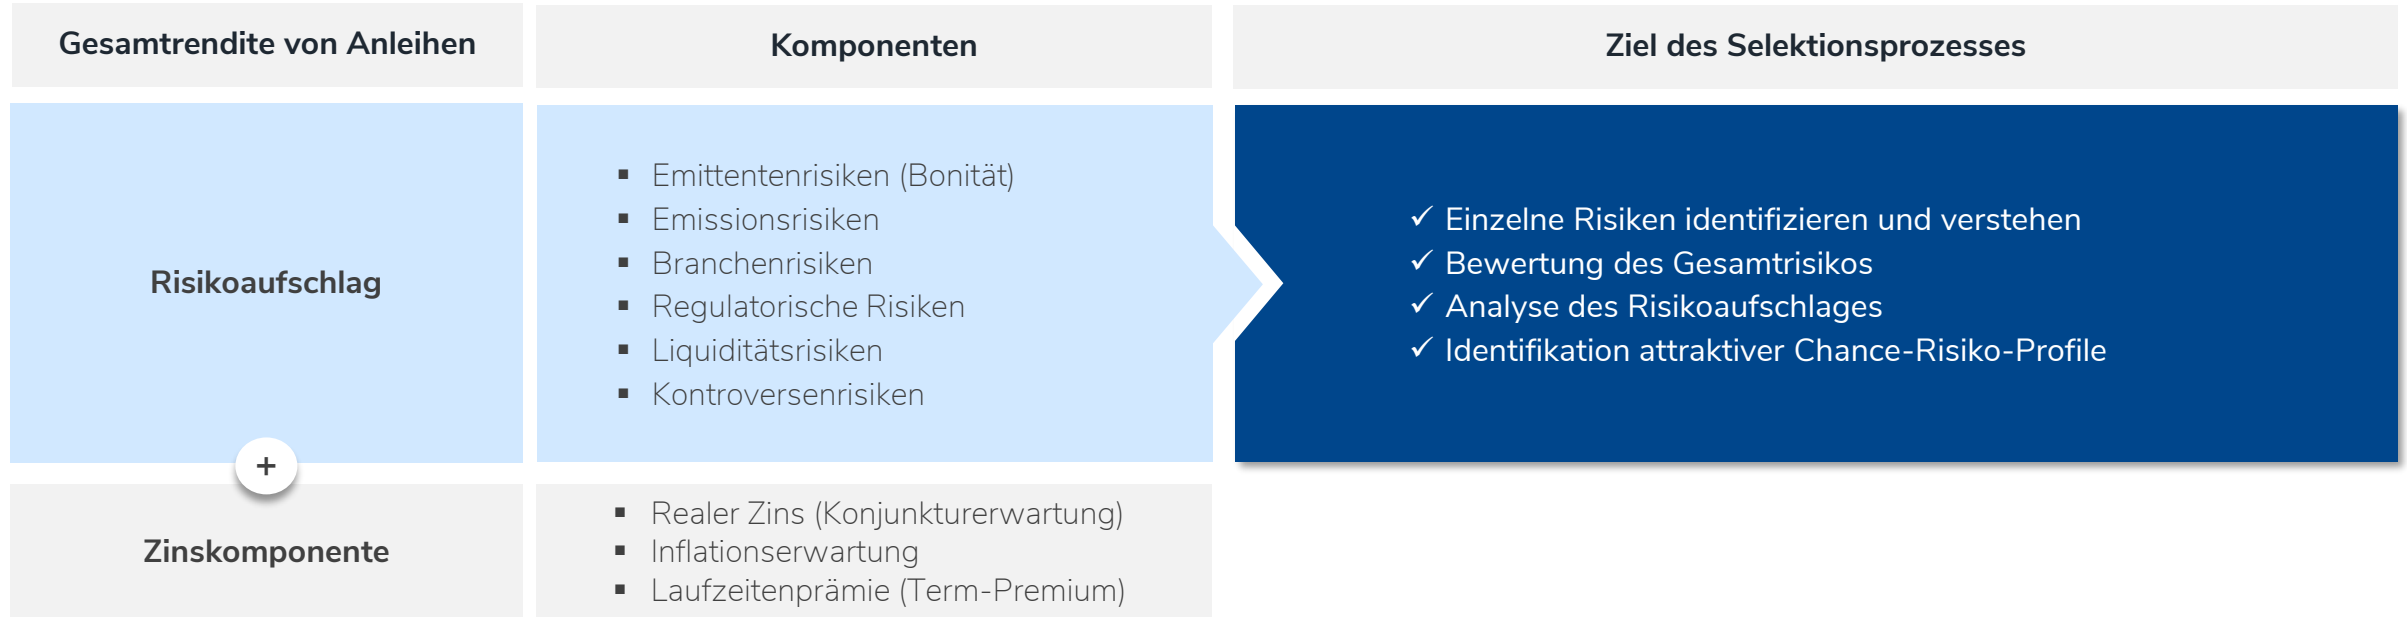 Gesamtrendite von Anleihen
Komponenten
Ziel des Selektionsprozesses
Risikoaufschlag
▪ Emittentenrisiken (Bonität)
▪ Emissionsrisiken
▪ Branchenrisiken
▪ Regulatorische Risiken
▪ Liquiditätsrisiken
▪ Kontroversenrisiken
✓ Einzelne Risiken identifizieren und verstehen
✓ Bewertung des Gesamtrisikos
✓ Analyse des Risikoaufschlages
✓ Identifikation attraktiver Chance-Risiko-Profile
+
Zinskomponente
▪ Realer Zins (Konjunkturerwartung)
▪ Inflationserwartung
▪ Laufzeitenprämie (Term-Premium)